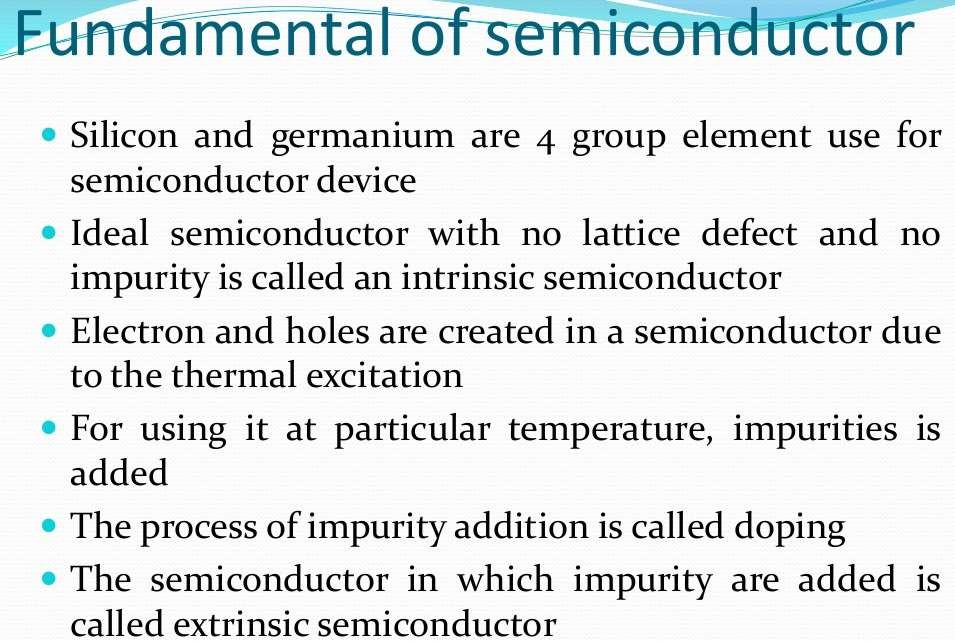 Fundamental of semiconductor
• Silicon and germanium are 4 group element use for
semiconductor device
• Ideal semiconductor with no lattice defect and no
impurity is called an intrinsic semiconductor
• Electron and holes are created in a semiconductor due
to the thermal excitation
• For using it at particular temperature, impurities is
added
• The process of impurity addition is called doping
• The semiconductor in which impurity are added is
called extrinsic semiconductor